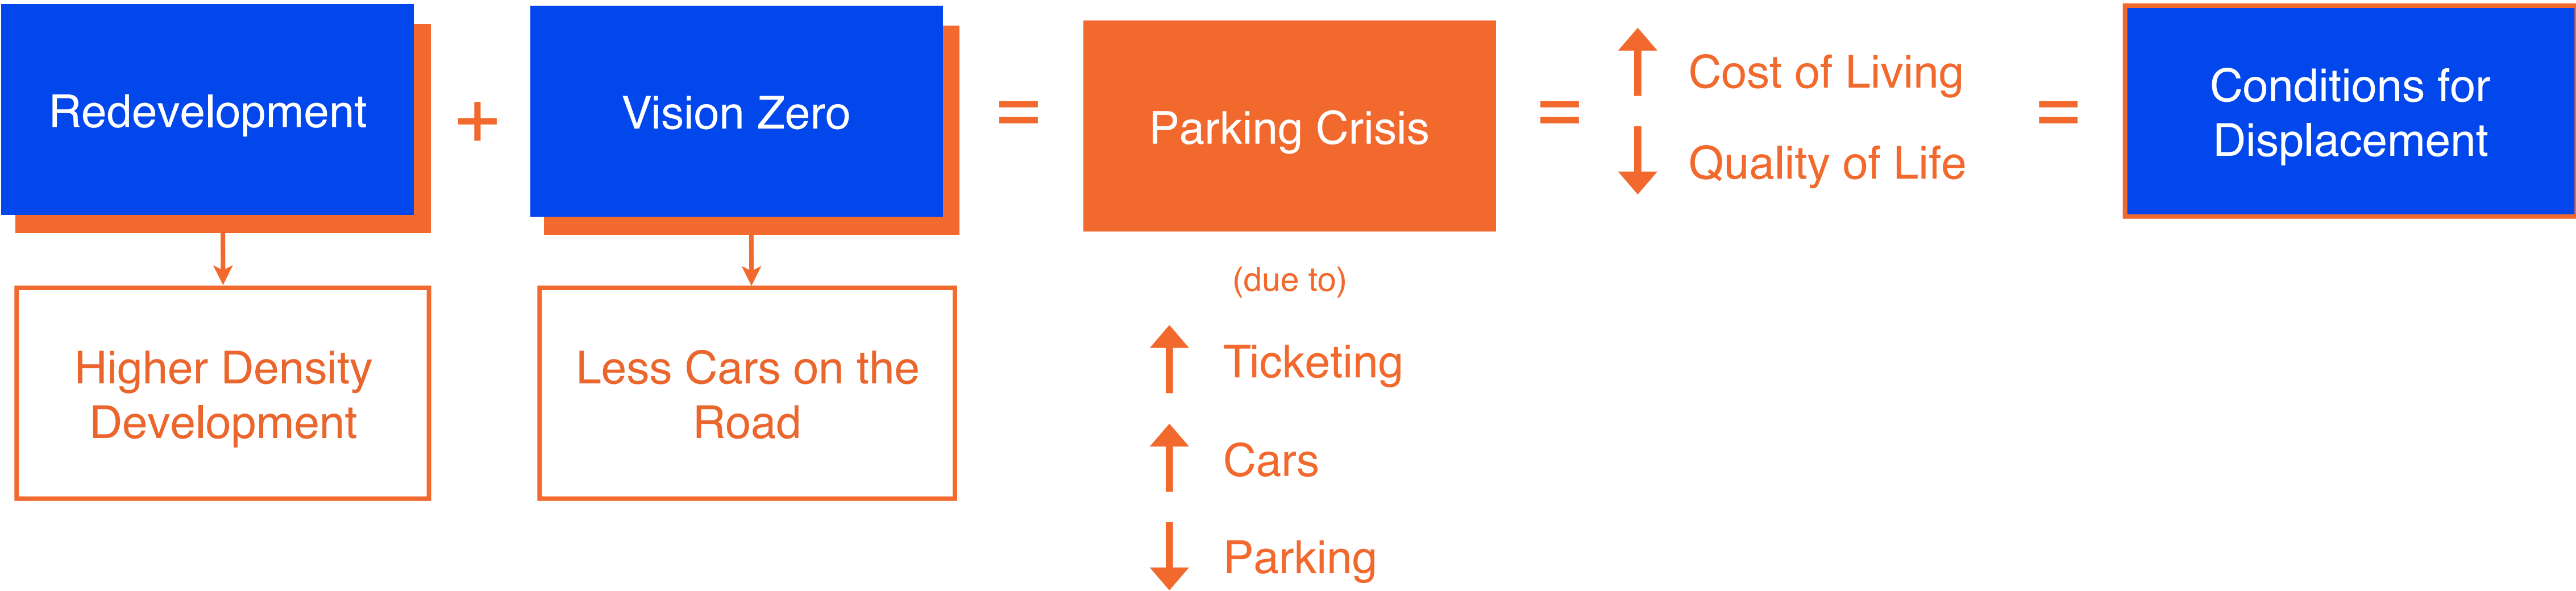 Redevelopment
+
Vision Zero
=
Parking Crisis
=
Cost of Living
Quality of Life
=
Conditions for
Displacement
Higher Density
Development
Less Cars on the
Road
(due to)
Ticketing
Cars
Parking